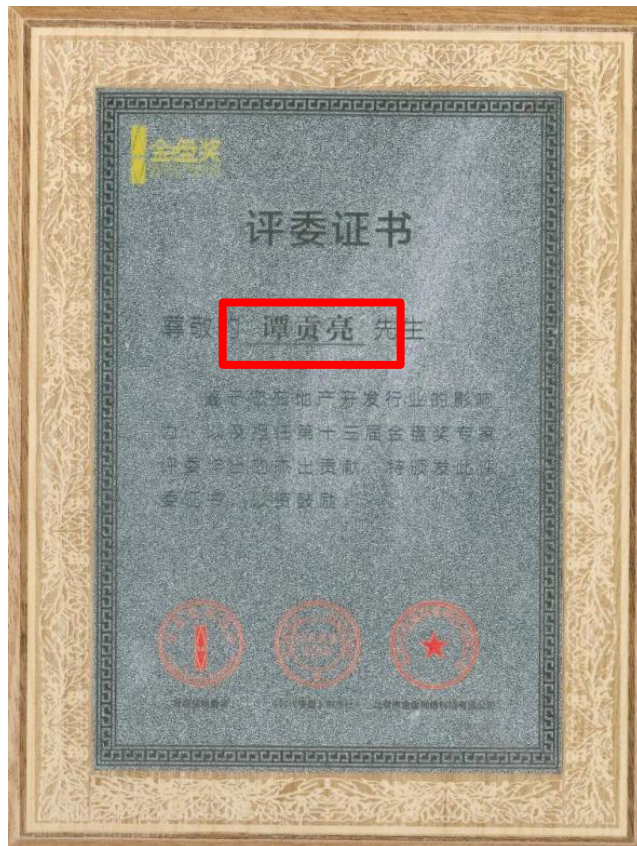 金盘奖
评委证书
尊敬的 谭贡亮 先生
鉴于您在地产开发行业的影响
力，以及担任第十三届金盘奖专家
评委作出的杰出贡献，特颁发此评
委证书，以资鼓励。